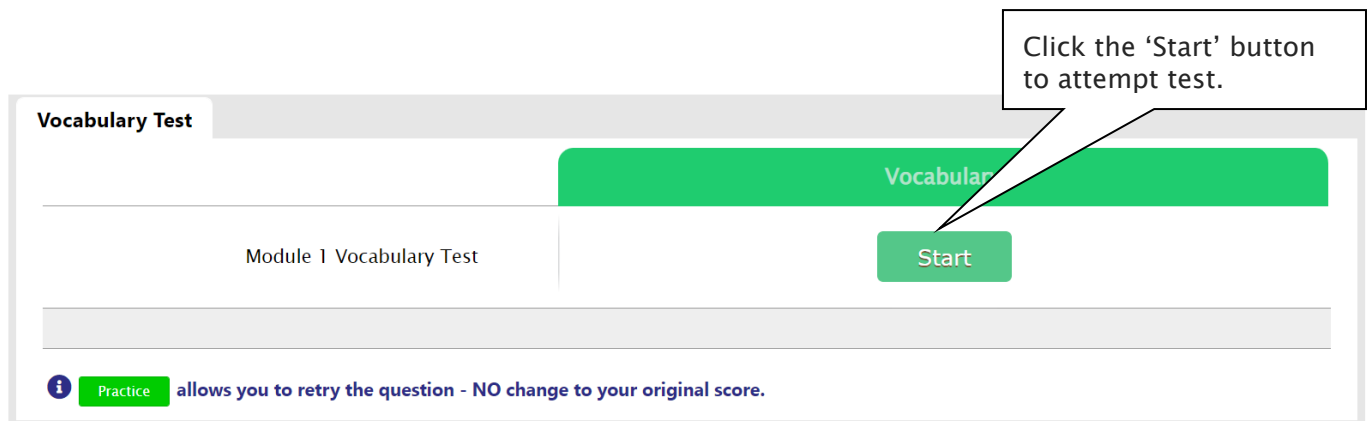 Click the ‘Start’ button
to attempt test.
Vocabulary Test
Module 1 Vocabulary Test
Start
Practice allows you to retry the question - NO change to your original score.